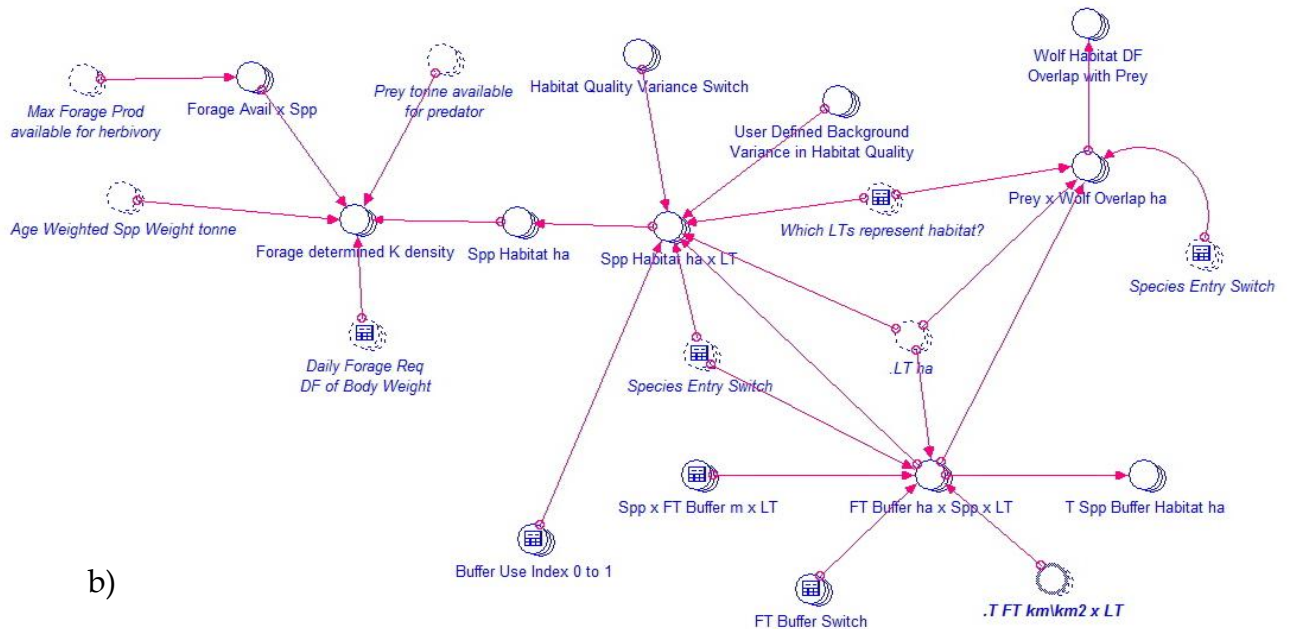 Wolf Habitat DF
Overlap with Prey
Max Forage Prod
available for herbivory
Forage Avail x Spp
Prey tonne available
for predator
Habitat Quality Variance Switch
User Defined Background
Variance in Habitat Quality
Prey x Wolf Overlap ha
Age Weighted Spp Weight tonne
Forage determined K density
Spp Habitat ha
Spp Habitat ha x LT
Which LTs represent habitat?
Species Entry Switch
Daily Forage Req
DF of Body Weight
Species Entry Switch
.LT ha
Spp x FT Buffer m x LT
FT Buffer ha x Spp x LT
T Spp Buffer Habitat ha
Buffer Use Index 0 to 1
b)
FT Buffer Switch
.T FT km\km2 x LT